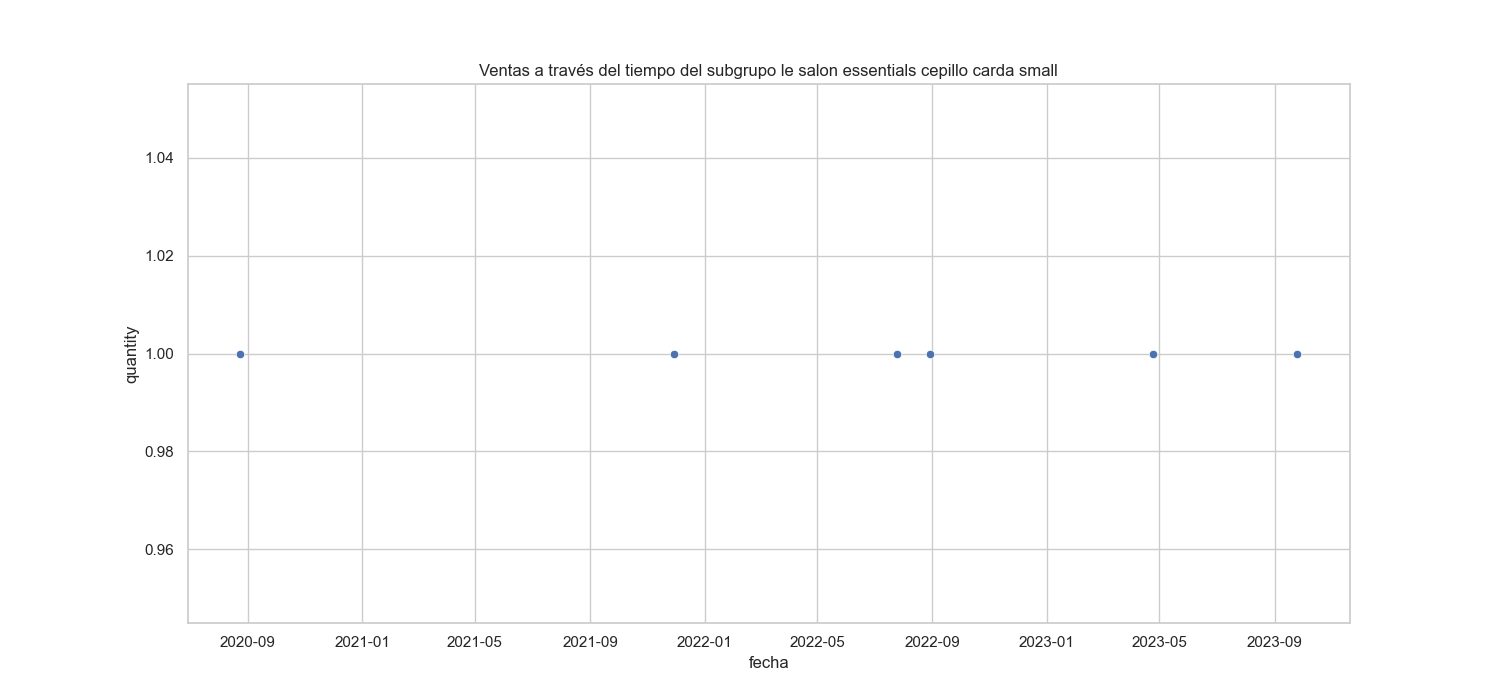 Ventas a través del tiempo del subgrupo le salon essentials cepillo carda small
1.04
1.02
1.00
0.98
0.96
quantity
2020-09 2021-01 2021-05 2021-09 2022-01 2022-05 2022-09 2023-01 2023-05 2023-09
fecha